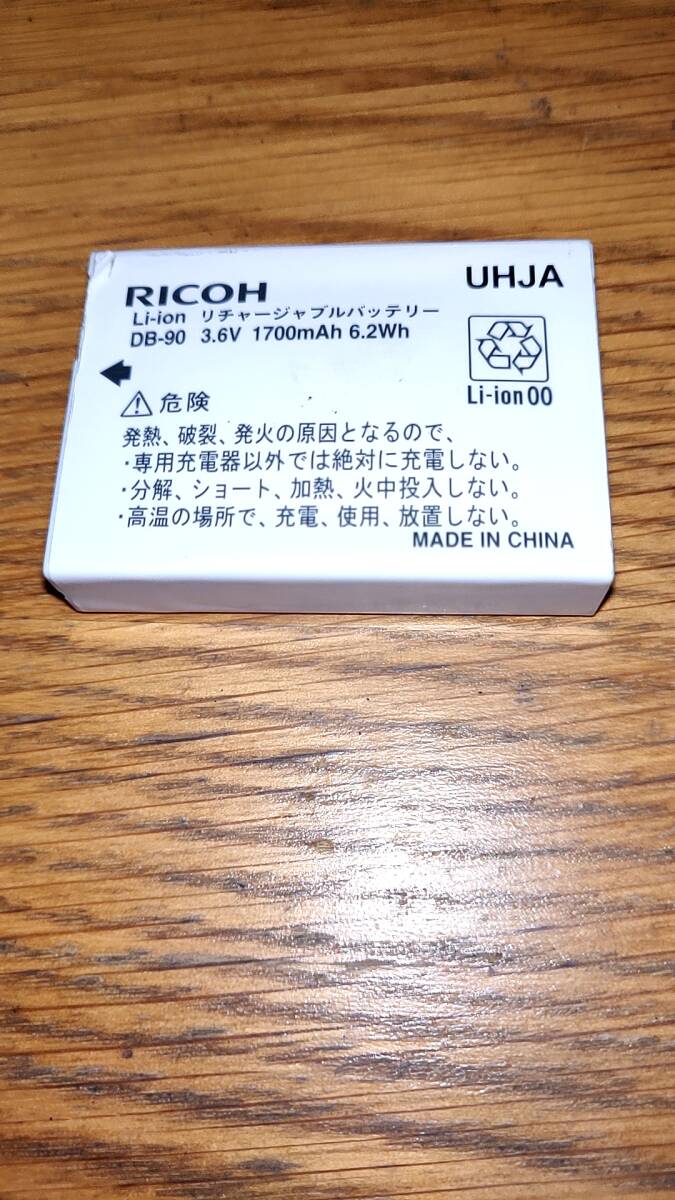 RICOH
UHJA
Li-ion リチャージャブルバッテリー
DB-90 3.6V 1700mAh 6.2Wh
Li-ion00
危険
発熱、破裂、発火の原因となるので、
・専用充電器以外では絶対に充電しない。
・分解、ショート、加熱、火中投入しない。
・高温の場所で、充電、使用、放置しない。
MADE IN CHINA